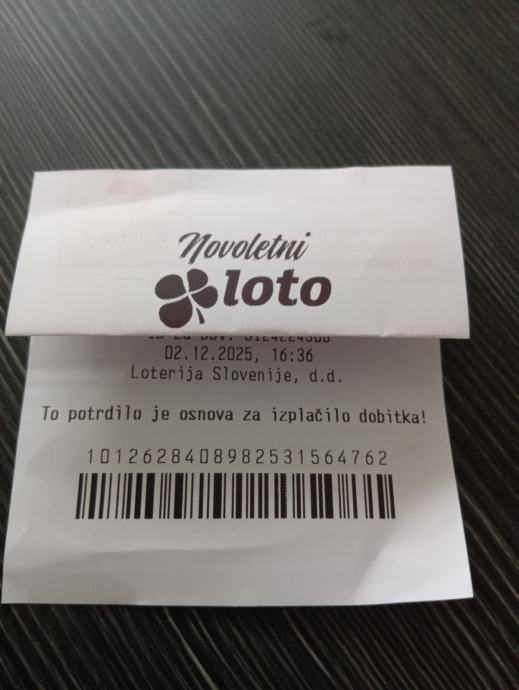 Novoletni
loto
02.12.2025, 16:36
Loterija Slovenije, d.d.
To potrdilo je osnova za izplačilo dobitka!
1012628408982531564762